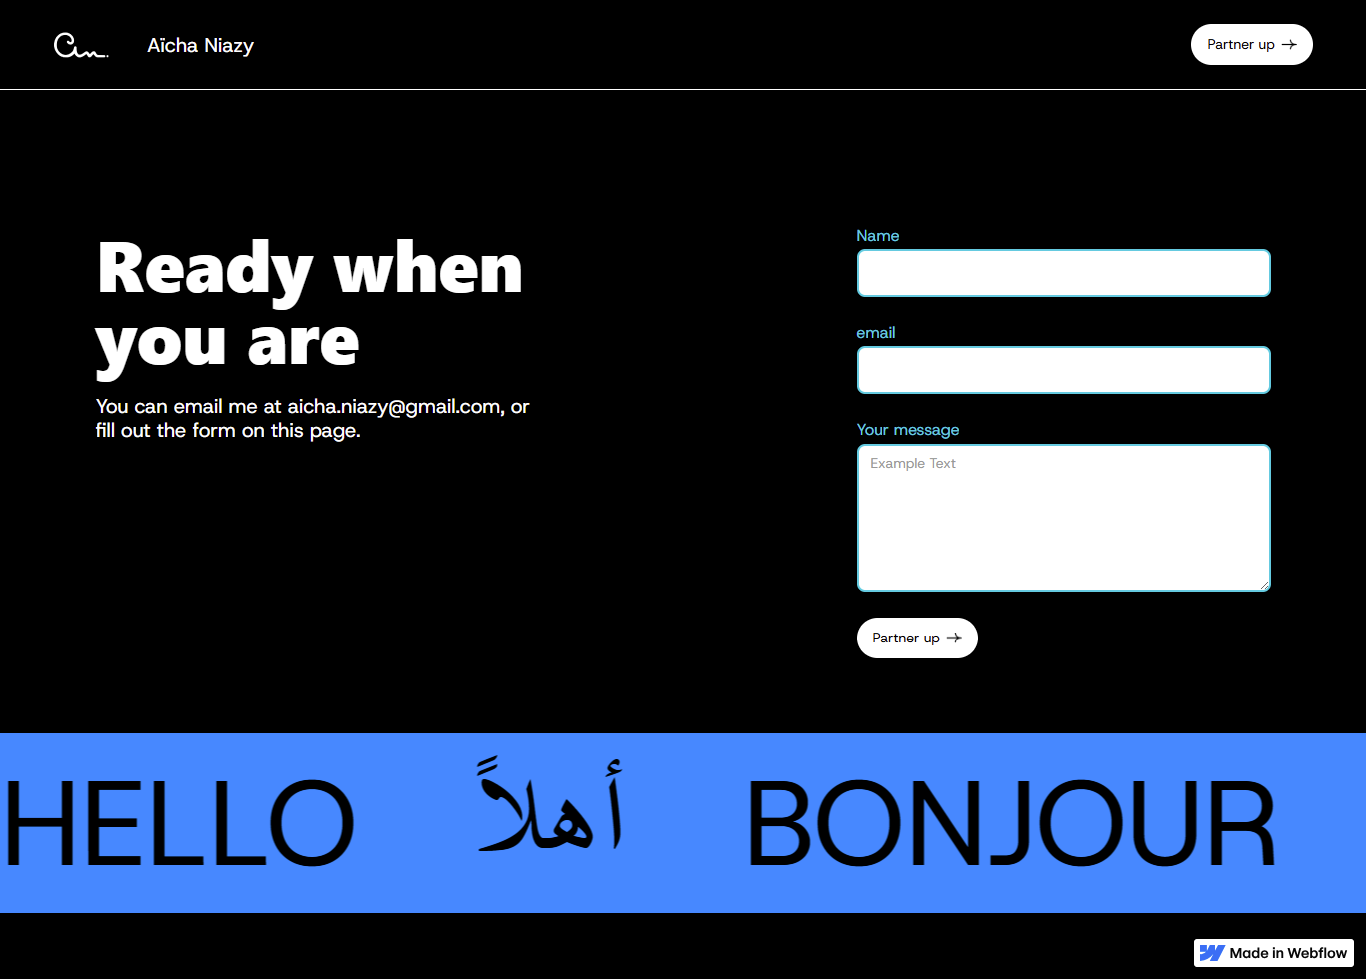 an.
Aïcha Niazy
Partner up
Ready when
you are
You can email me at aicha.niazy@gmail.com, or
fill out the form on this page.
Name
email
Your message
Example Text
Partner up
HELLO أهلاً BONJOUR
Made in Webflow